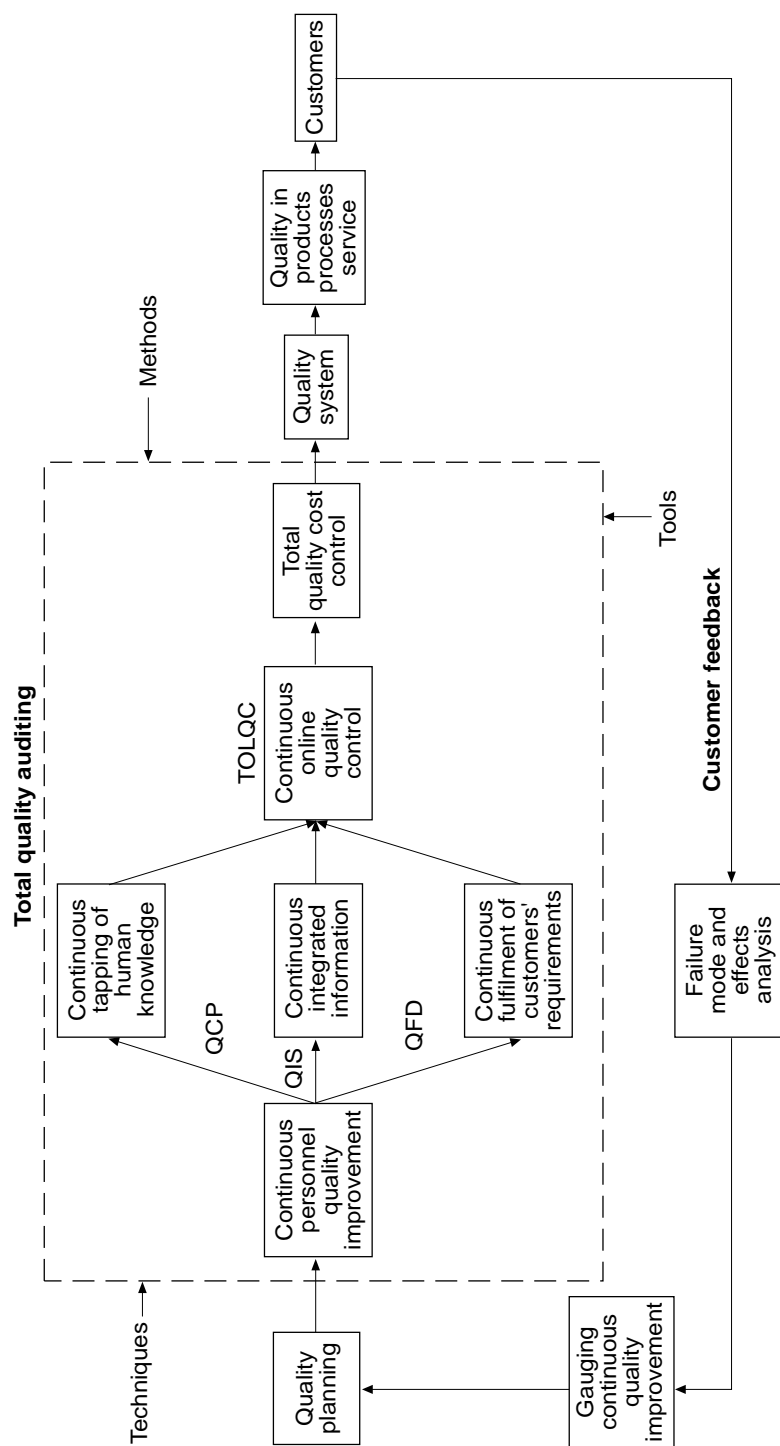 Total quality auditing
Techniques
Methods
Tools
Quality
planning
Continuous
personnel
quality
improvement
QCP
QIS
QFD
Continuous
tapping of
human
knowledge
Continuous
integrated
information
Continuous
fulfilment of
customers'
requirements
TOLQC
Continuous
online
quality
control
Total
quality cost
control
Quality
system
Quality in
products
processes
service
Customers
Customer feedback
Failure
mode and
effects
analysis
Gauging
continuous
quality
improvement